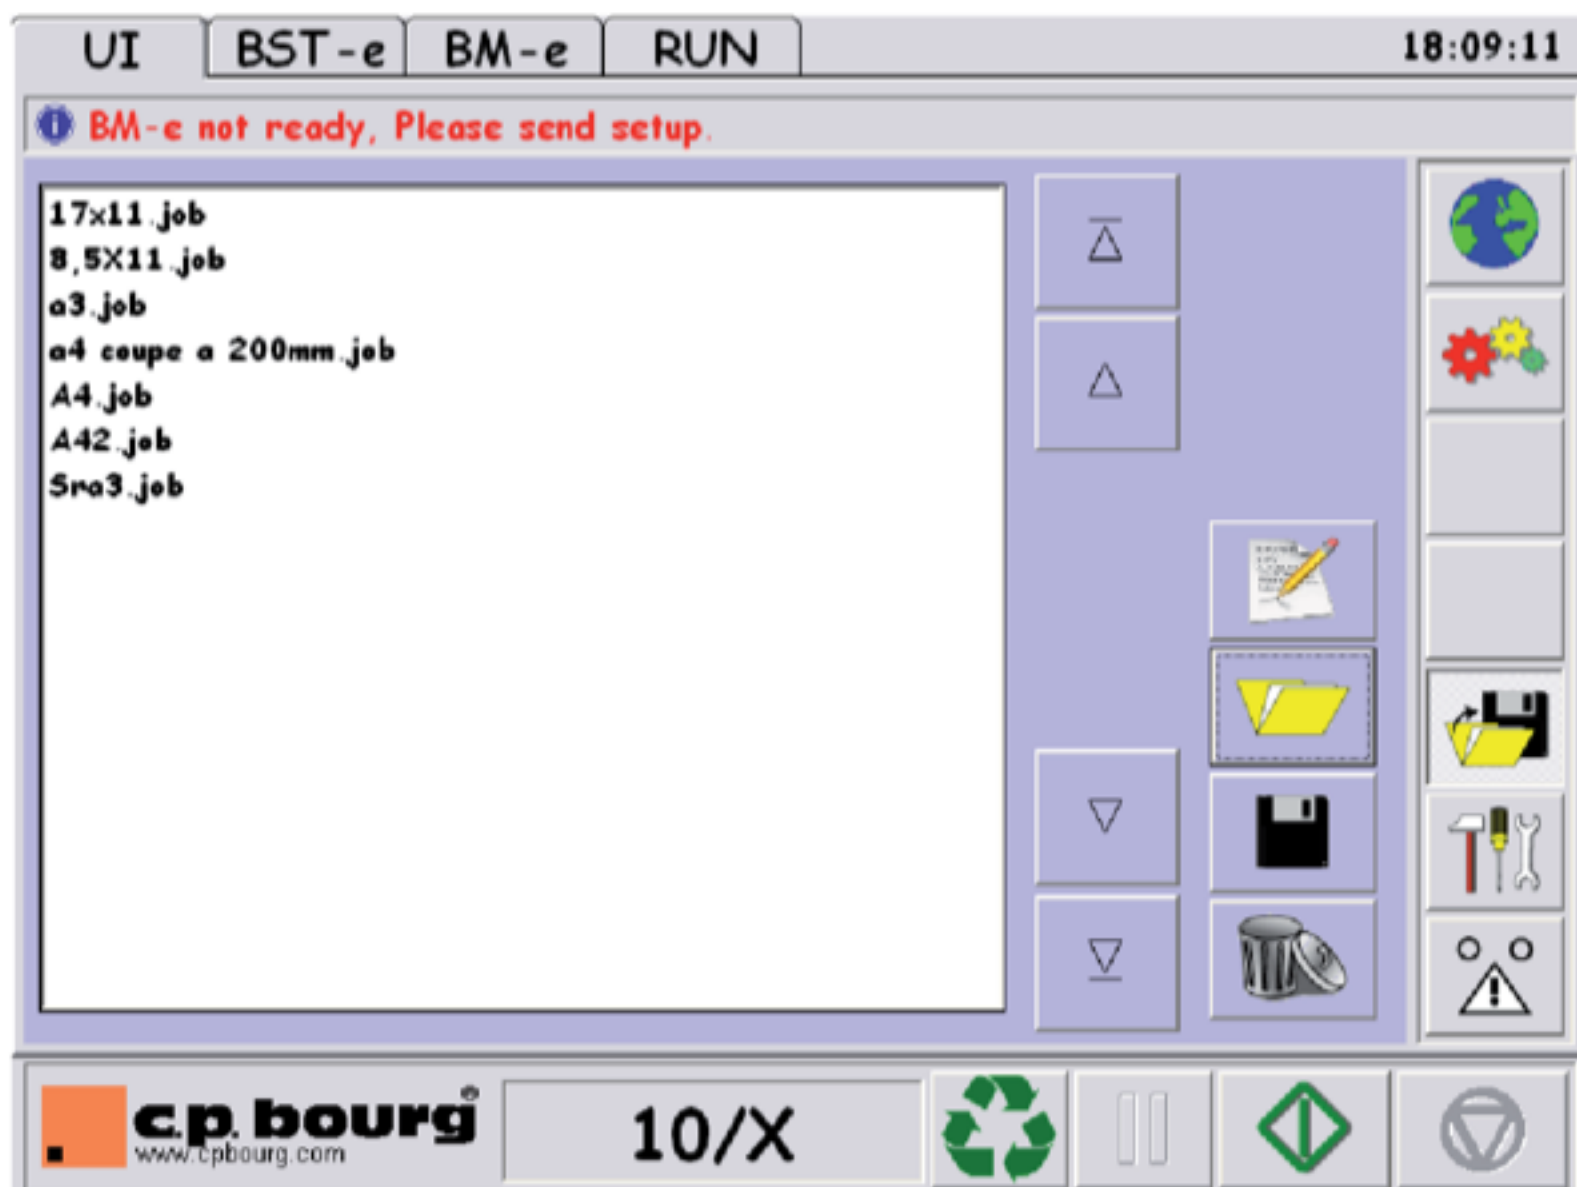 UI BST-e BM-e RUN 18:09:11
BM-e not ready, Please send setup.
17x11.job
8,5X11.job
a3.job
a4 coupe a 200mm.job
A4.job
A42.job
Sra3.job
c.p. bourg®
www.cpbourg.com
10/X